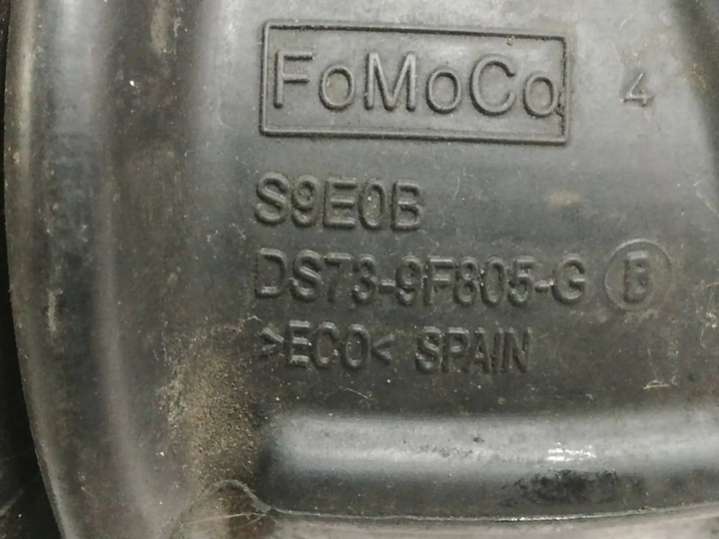 FoMoCo 4
S9E0B
DS73-9F805-G B
>ECO< SPAIN